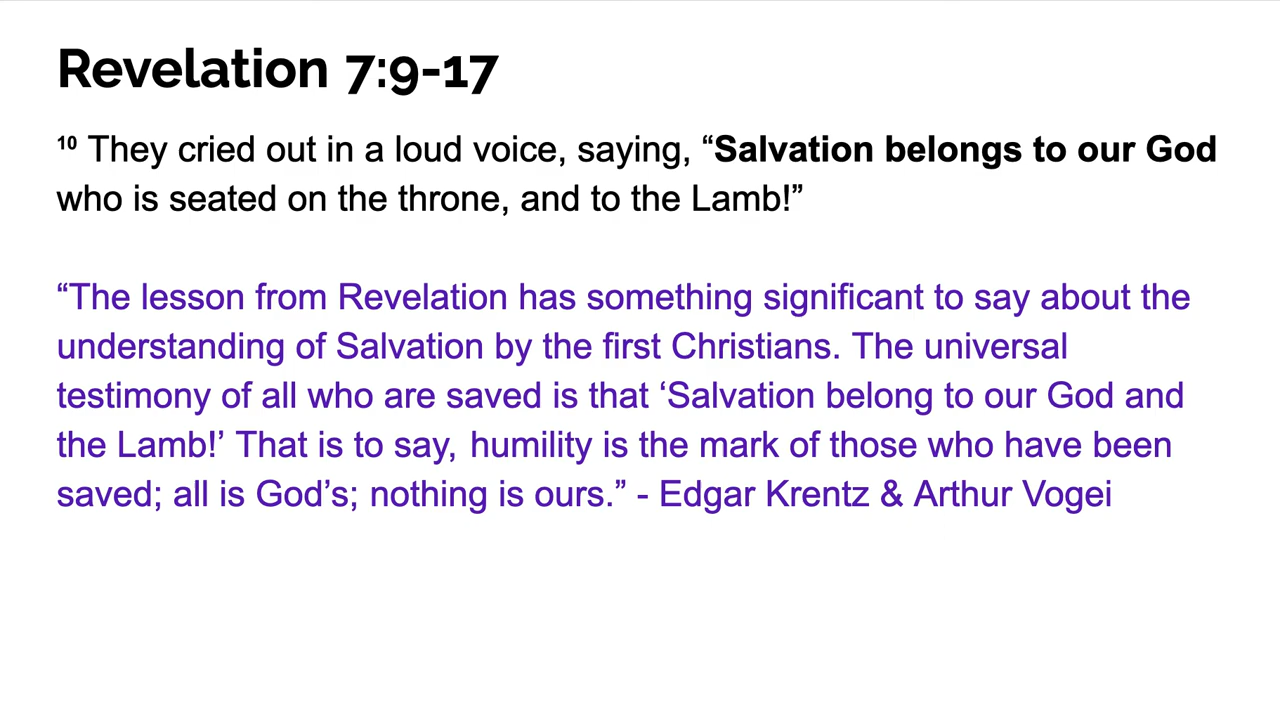 Revelation 7:9-17
10 They cried out in a loud voice, saying, “Salvation belongs to our God
who is seated on the throne, and to the Lamb!”
“The lesson from Revelation has something significant to say about the
understanding of Salvation by the first Christians. The universal
testimony of all who are saved is that ‘Salvation belong to our God and
the Lamb!’ That is to say, humility is the mark of those who have been
saved; all is God’s; nothing is ours.” - Edgar Krentz & Arthur Vogei